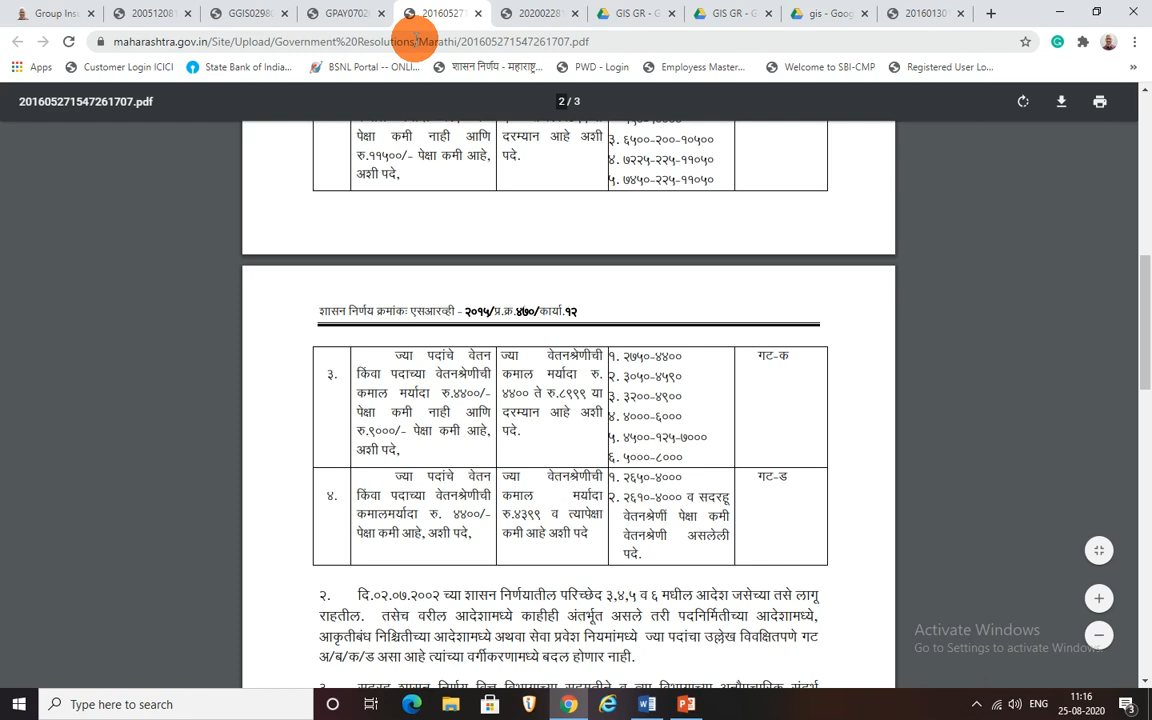 Group Ins
20051208
GGIS0298
GPAY0702
20160527
20200228
GIS GR - G
GIS GR - G
gis - Goog
20160130
maharashtra.gov.in/Site/Upload/Government%20Resolutions/Marathi/201605271547261707.pdf
Apps
Customer Login ICICI
State Bank of India...
BSNL Portal -- ONLI...
शासन निर्णय - महाराष्ट्र...
PWD - Login
Employess Master...
Welcome to SBI-CMP
Registered User Lo...
»
201605271547261707.pdf
2 / 3
पेक्षा कमी नाही आणि
रु.११५००/- पेक्षा कमी आहे,
अशी पदे,
दरम्यान आहे अशी
पदे.
३. ६५००-२००-१०५००
४. ७२२५-२२५-११०५०
५. ७४५०-२२५-११०५०
शासन निर्णय क्रमांकः एसआरव्ही - २०१५/प्र.क्र.४७०/कार्या.१२
३.
ज्या पदांचे वेतन
किंवा पदाच्या वेतनश्रेणीची
कमाल मर्यादा रु.४४००/-
पेक्षा कमी नाही आणि
रु.९०००/- पेक्षा कमी आहे,
अशी पदे,
ज्या वेतनश्रेणीची
कमाल मर्यादा रु.
४४०० ते रु.८९९९ या
दरम्यान आहे अशी
पदे.
१. २७५०-४४००
२. ३०५०-४५९०
३. ३२००-४९००
४. ४०००-६०००
५. ४५००-१२५-७०००
६. ५०००-८०००
गट-क
४.
ज्या पदांचे वेतन
किंवा पदाच्या वेतनश्रेणीची
कमालमर्यादा रु. ४४००/-
पेक्षा कमी आहे, अशी पदे,
ज्या वेतनश्रेणीची
कमाल मर्यादा
रु.४३९९ व त्यापेक्षा
कमी आहे अशी पदे
१. २६५०-४०००
२. २६१०-४००० व सदरहू
वेतनश्रेणीं पेक्षा कमी
वेतनश्रेणी असलेली
पदे.
गट-ड
२. दि.०२.०७.२००२ च्या शासन निर्णयातील परिच्छेद ३,४,५ व ६ मधील आदेश जसेच्या तसे लागू
राहतील. तसेच वरील आदेशामध्ये काहीही अंतर्भूत असले तरी पदनिर्मितीच्या आदेशामध्ये,
आकृतीबंध निश्चितीच्या आदेशामध्ये अथवा सेवा प्रवेश नियमांमध्ये ज्या पदांचा उल्लेख विवक्षितपणे गट
अ/ब/क/ड असा आहे त्यांच्या वर्गीकरणामध्ये बदल होणार नाही.
३. सदरह शासन निर्णय वित्त विभागाच्या सहमतीने व त्या विभागाच्या अनौपचारिक संदर्भ
Activate Windows
Go to Settings to activate Windows.
Type here to search
ENG
11:16
25-08-2020
3